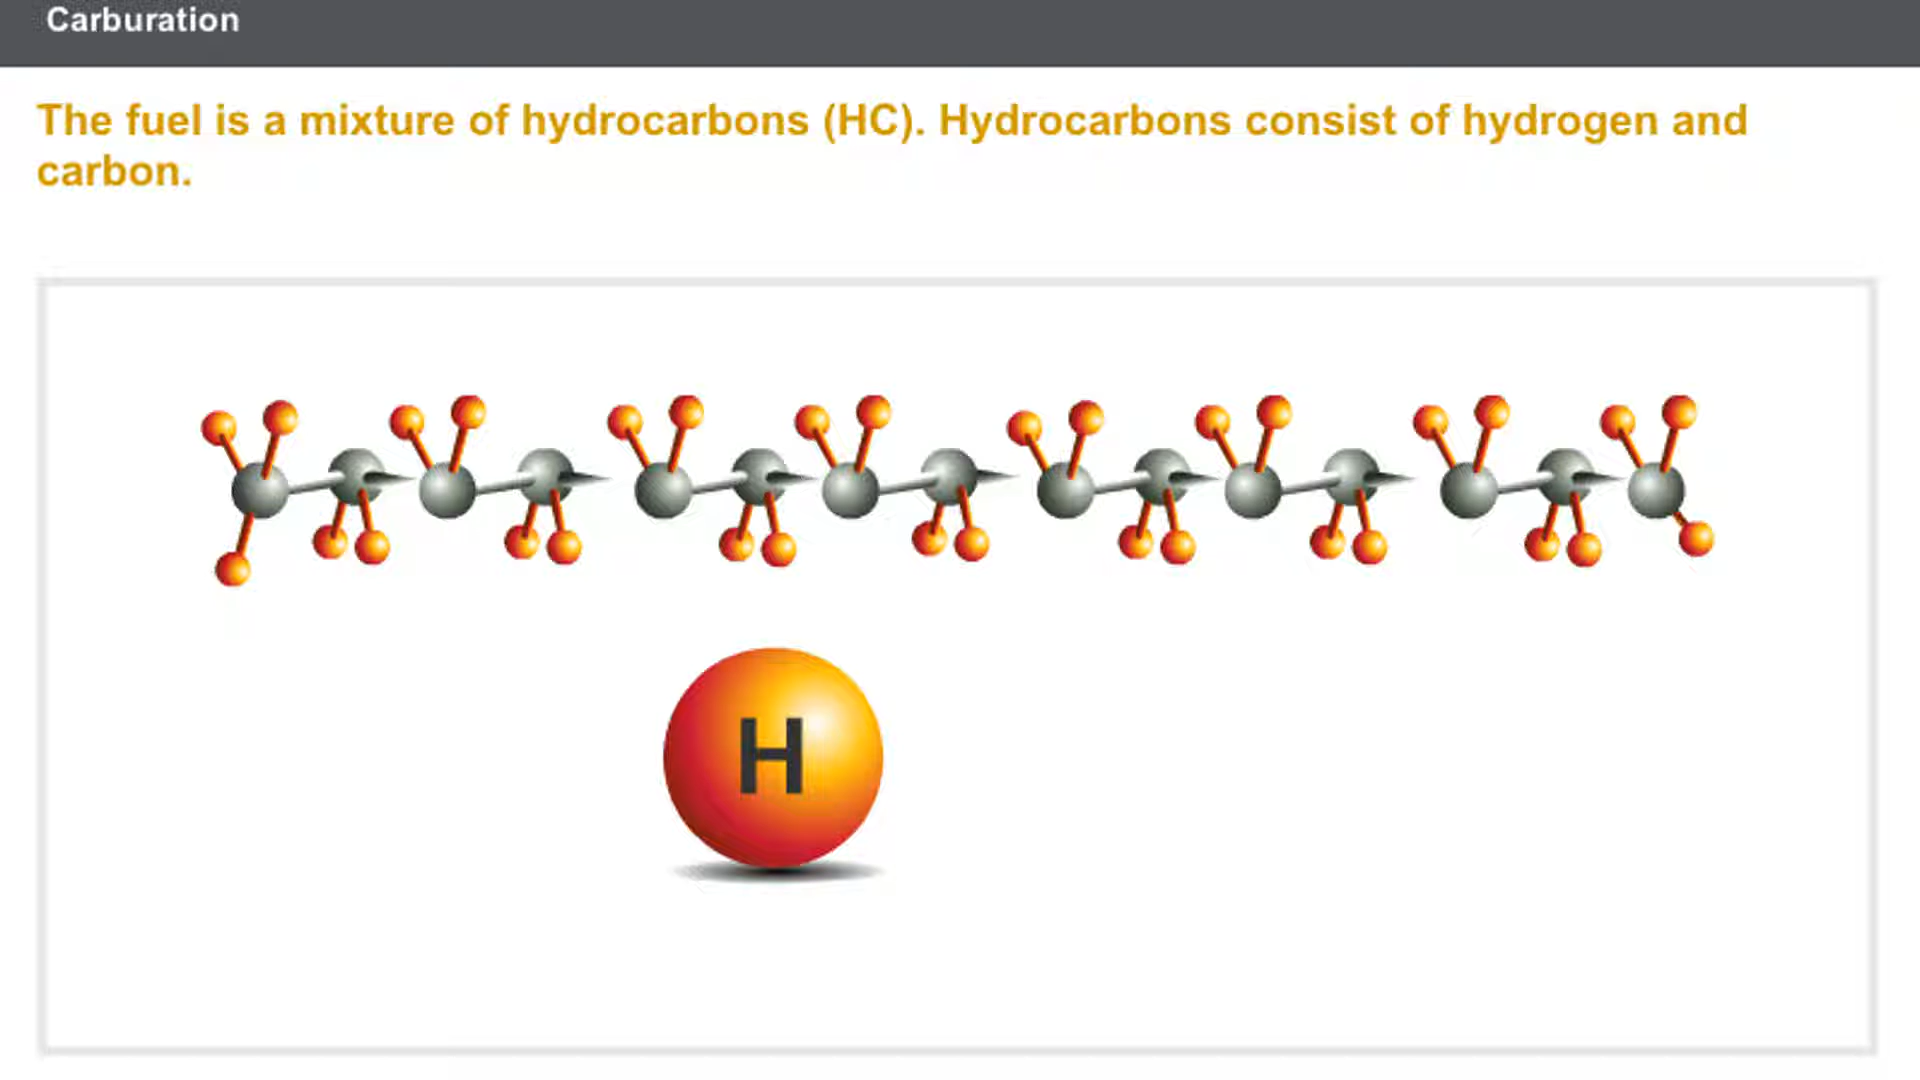 Carburation
The fuel is a mixture of hydrocarbons (HC). Hydrocarbons consist of hydrogen and
carbon.
H